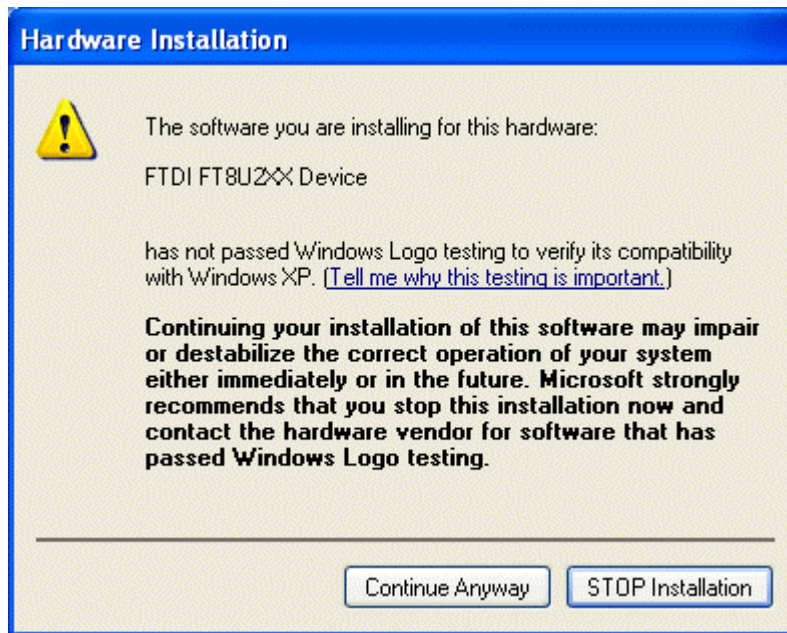 Hardware Installation
The software you are installing for this hardware:
FTDI FT8U2XX Device
has not passed Windows Logo testing to verify its compatibility
with Windows XP. (Tell me why this testing is important.)
Continuing your installation of this software may impair
or destabilize the correct operation of your system
either immediately or in the future. Microsoft strongly
recommends that you stop this installation now and
contact the hardware vendor for software that has
passed Windows Logo testing.
Continue Anyway
STOP Installation